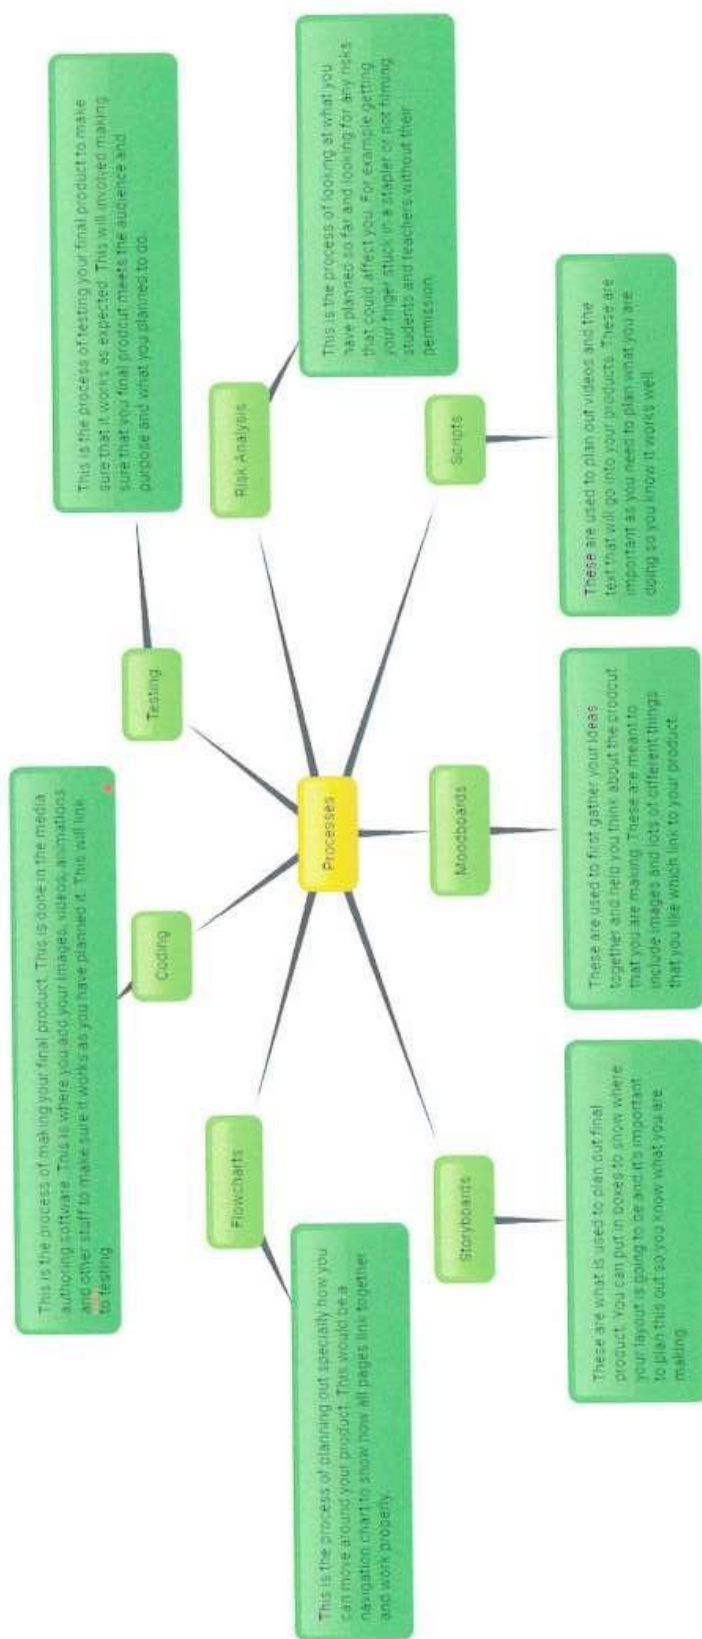 Processes
Coding
This is the process of making your final product. This is done in the media
authoring software. This is where you add your images, videos, animations
and other stuff to make sure it works as you have planned it. This will link
to testing
Testing
This is the process of testing your final product to make
sure that it works as expected. This will involved making
sure that you final prodcut meets the audience and
purpose and what you planned to do.
Risk Analysis
This is the process of looking at what you
have planned so far and looking for any risks
that could affect you. For example getting
your finger stuck in a stapler or not filming
students and teachers without their
permission.
Scripts
These are used to plan out videos and the
text that will go into your products. These are
important as you need to plan what you are
doing so you know it works well
Moodboards
These are used to first gather your ideas
together and help you think about the prodcut
that you are making. These are meant to
include images and lots of different things
that you like which link to your product.
Storyboards
These are what is used to plan out final
product. You can put in boxes to show where
your layout is going to be and it's important
to plan this out so you know what you are
making.
Flowcharts
This is the process of planning out specially how you
can move around your product. This would be a
navigation chart to show how all pages link together
and work properly.